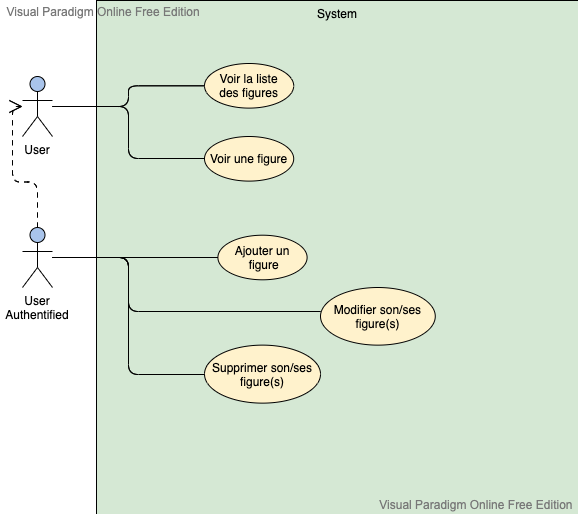 Visual Paradigm Online Free Edition
System
Voir la liste
des figures
User
Voir une figure
Ajouter un
figure
User
Authentified
Modifier son/ses
figure(s)
Supprimer son/ses
figure(s)
Visual Paradigm Online Free Edition